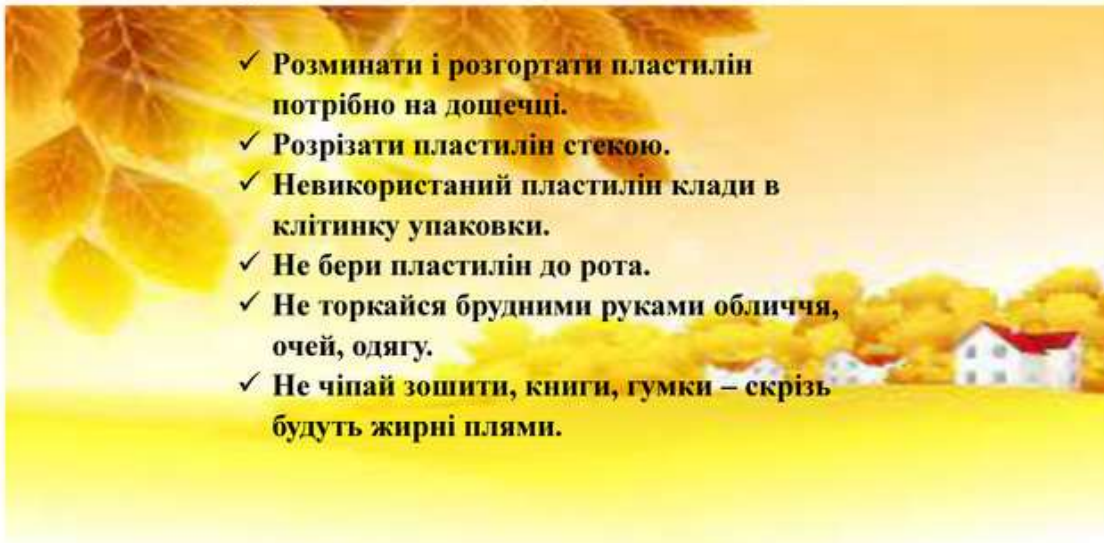 ✓ Розминати і розгортати пластилін
потрібно на дощечці.
✓ Розрізати пластилін стекою.
✓ Невикористаний пластилін клади в
клітинку упаковки.
✓ Не бери пластилін до рота.
✓ Не торкайся брудними руками обличчя,
очей, одягу.
✓ Не чіпай зошити, книги, гумки – скрізь
будуть жирні плями.